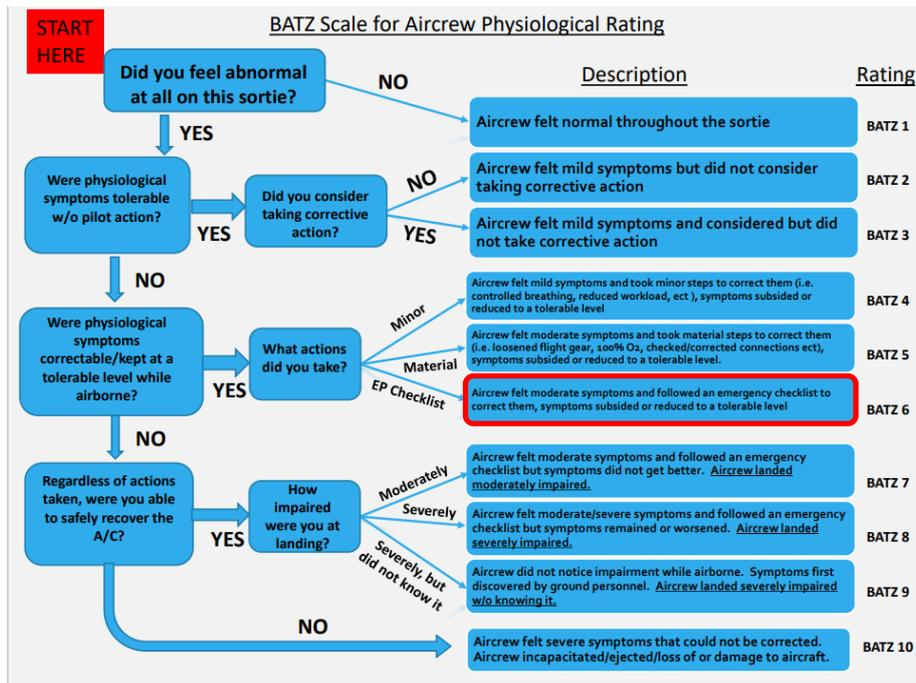 START
HERE
BATZ Scale for Aircrew Physiological Rating
Description
Rating
Did you feel abnormal
at all on this sortie?
NO
Aircrew felt normal throughout the sortie
BATZ 1
YES
Were physiological
symptoms tolerable
w/o pilot action?
YES
Did you consider
taking corrective
action?
NO
Aircrew felt mild symptoms but did not consider
taking corrective action
BATZ 2
YES
Aircrew felt mild symptoms and considered but did
not take corrective action
BATZ 3
NO
Were physiological
symptoms
correctable/kept at a
tolerable level while
airborne?
YES
What actions
did you take?
Minor
Aircrew felt mild symptoms and took minor steps to correct them (i.e.
controlled breathing, reduced workload, ect ), symptoms subsided or
reduced to a tolerable level
BATZ 4
Material
Aircrew felt moderate symptoms and took material steps to correct them
(i.e. loosened flight gear, 100% O2, checked/corrected connections ect),
symptoms subsided or reduced to a tolerable level.
BATZ 5
EP Checklist
Aircrew felt moderate symptoms and followed an emergency checklist to
correct them, symptoms subsided or reduced to a tolerable level
BATZ 6
NO
Regardless of actions
taken, were you able
to safely recover the
A/C?
YES
How
impaired
were you at
landing?
Moderately
Aircrew felt moderate symptoms and followed an emergency
checklist but symptoms did not get better. Aircrew landed
moderately impaired.
BATZ 7
Severely
Aircrew felt moderate/severe symptoms and followed an emergency
checklist but symptoms remained or worsened. Aircrew landed
severely impaired.
BATZ 8
Severely, but
did not know it
Aircrew did not notice impairment while airborne. Symptoms first
discovered by ground personnel. Aircrew landed severely impaired
w/o knowing it.
BATZ 9
NO
Aircrew felt severe symptoms that could not be corrected.
Aircrew incapacitated/ejected/loss of or damage to aircraft.
BATZ 10